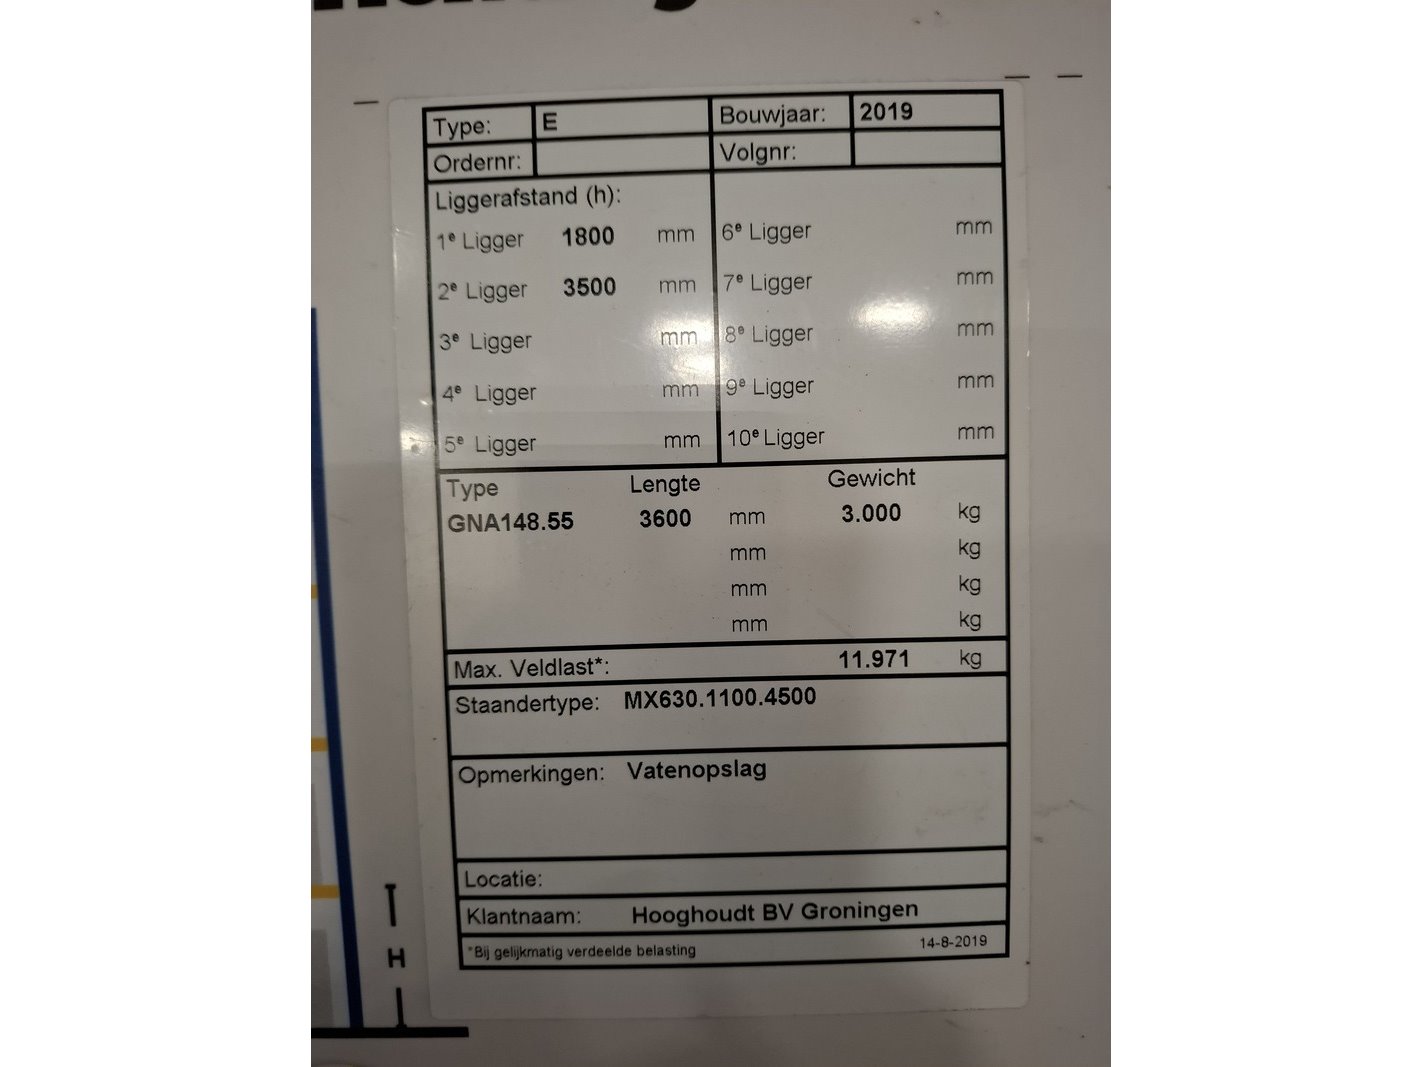 Type: E Bouwjaar: 2019
Ordernr: Volgnr:
Liggerafstand (h):
1e Ligger 1800 mm 6e Ligger mm
2e Ligger 3500 mm 7e Ligger mm
3e Ligger mm 8e Ligger mm
4e Ligger mm 9e Ligger mm
5e Ligger mm 10e Ligger mm
Type Lengte Gewicht
GNA148.55 3600 mm 3.000 kg
mm kg
mm kg
mm kg
Max. Veldlast*: 11.971 kg
Staandertype: MX630.1100.4500
Opmerkingen: Vatenopslag
Locatie:
Klantnaam: Hooghoudt BV Groningen
*Bij gelijkmatig verdeelde belasting 14-8-2019
H